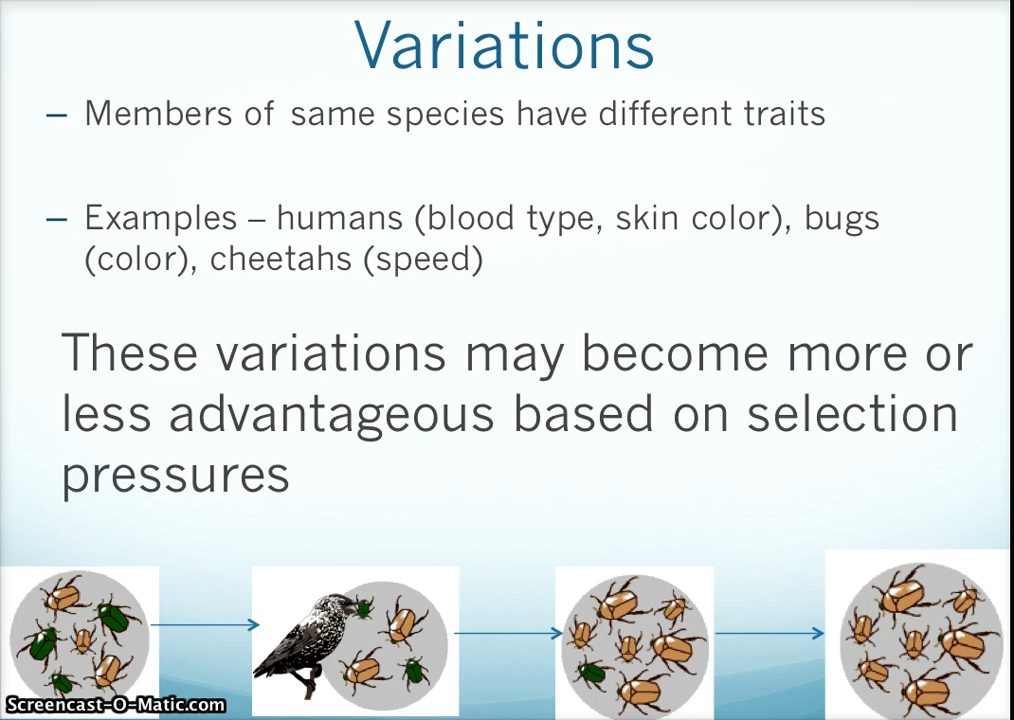 Variations
– Members of same species have different traits
– Examples – humans (blood type, skin color), bugs
(color), cheetahs (speed)
These variations may become more or
less advantageous based on selection
pressures
Screencast-O-Matic.com